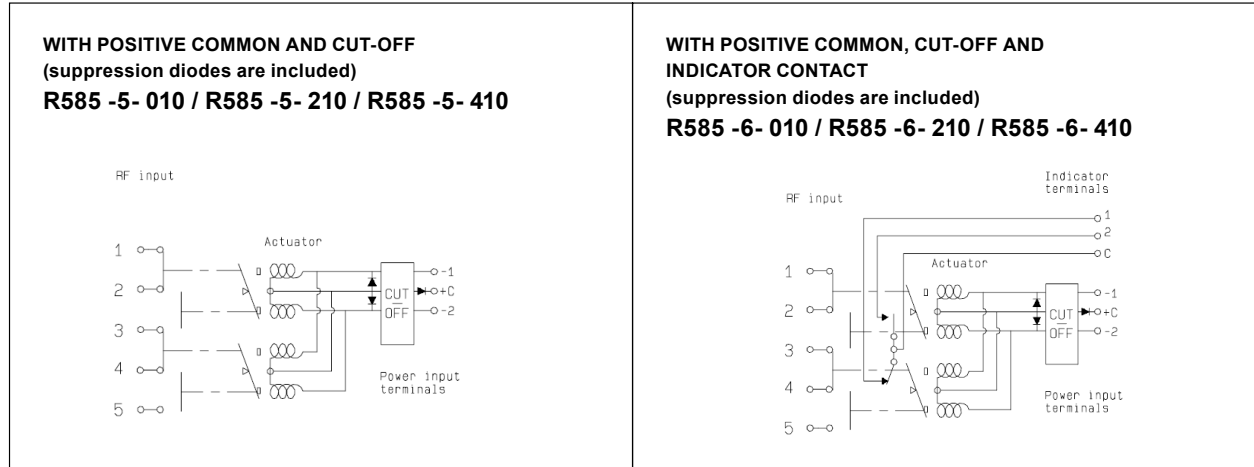 WITH POSITIVE COMMON AND CUT-OFF
(suppression diodes are included)
R585 -5- 010 / R585 -5- 210 / R585 -5- 410
RF input
Actuator
1
2
3
4
5
CUT
OFF
-1
+C
-2
Power input
terminals
WITH POSITIVE COMMON, CUT-OFF AND
INDICATOR CONTACT
(suppression diodes are included)
R585 -6- 010 / R585 -6- 210 / R585 -6- 410
Indicator
terminals
RF input
1
2
C
Actuator
1
2
3
4
5
CUT
OFF
-1
+C
-2
Power input
terminals